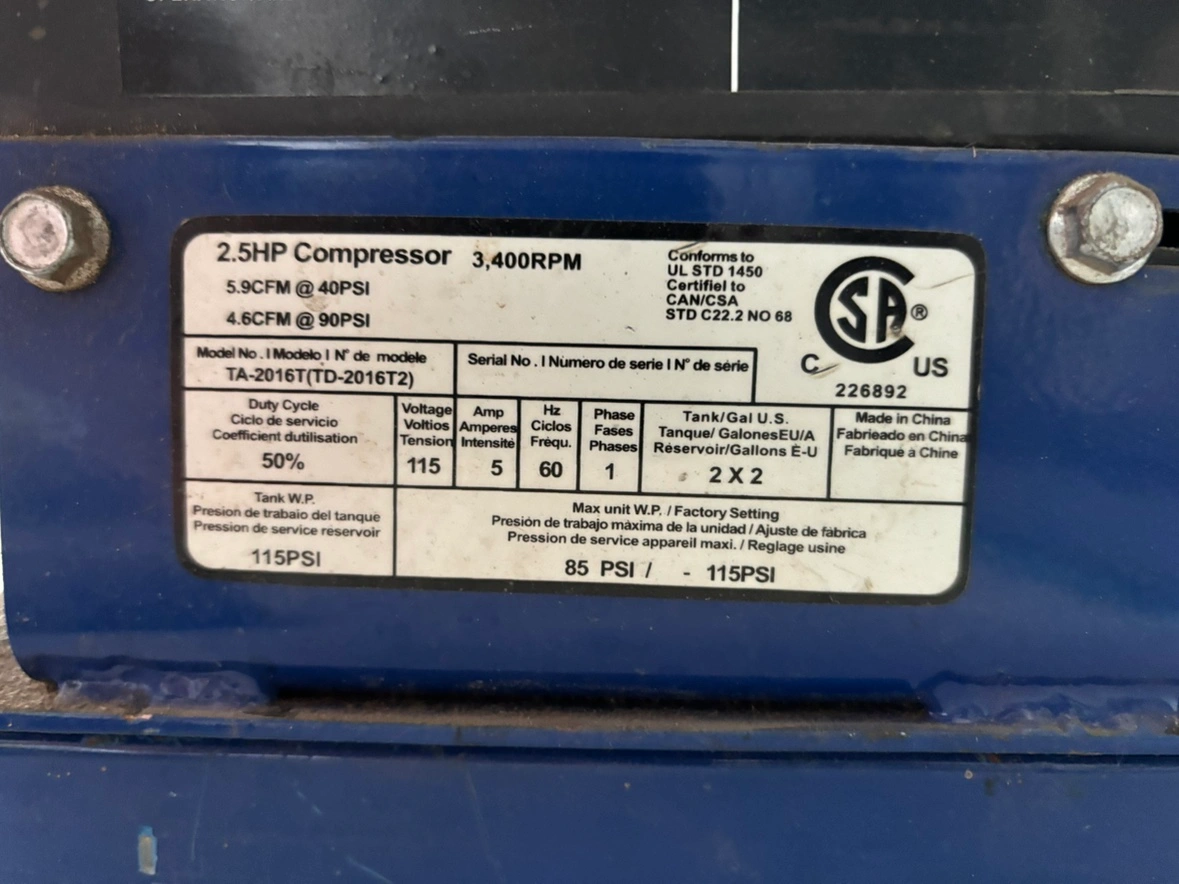 2.5HP Compressor 3,400RPM
5.9CFM @ 40PSI
4.6CFM @ 90PSI
Conforms to
UL STD 1450
Certifiel to
CAN/CSA
STD C22.2 NO 68
CSA®
C US
226892
Model No . I Modelo I N° de modele
TA-2016T(TD-2016T2)
Serial No . I Número de serie I N° de série
Duty Cycle
Ciclo de servicio
Coefficient dutilisation
50%
Voltage
Voltios
Tension
115
Amp
Amperes
Intensité
5
Hz
Ciclos
Fréqu.
60
Phase
Fases
Phases
1
Tank/Gal U.S.
Tanque/ GalonesEU/A
Réservoir/Gallons É-U
2 X 2
Made in China
Fabrieado en China
Fabriqué à Chine
Tank W.P.
Presion de trabaio del tanque
Pression de service réservoir
115PSI
Max unit W.P. / Factory Setting
Presión de trabajo máxima de la unidad / Ajuste de fábrica
Pression de service appareil maxi. / Reglage usine
85 PSI / - 115PSI